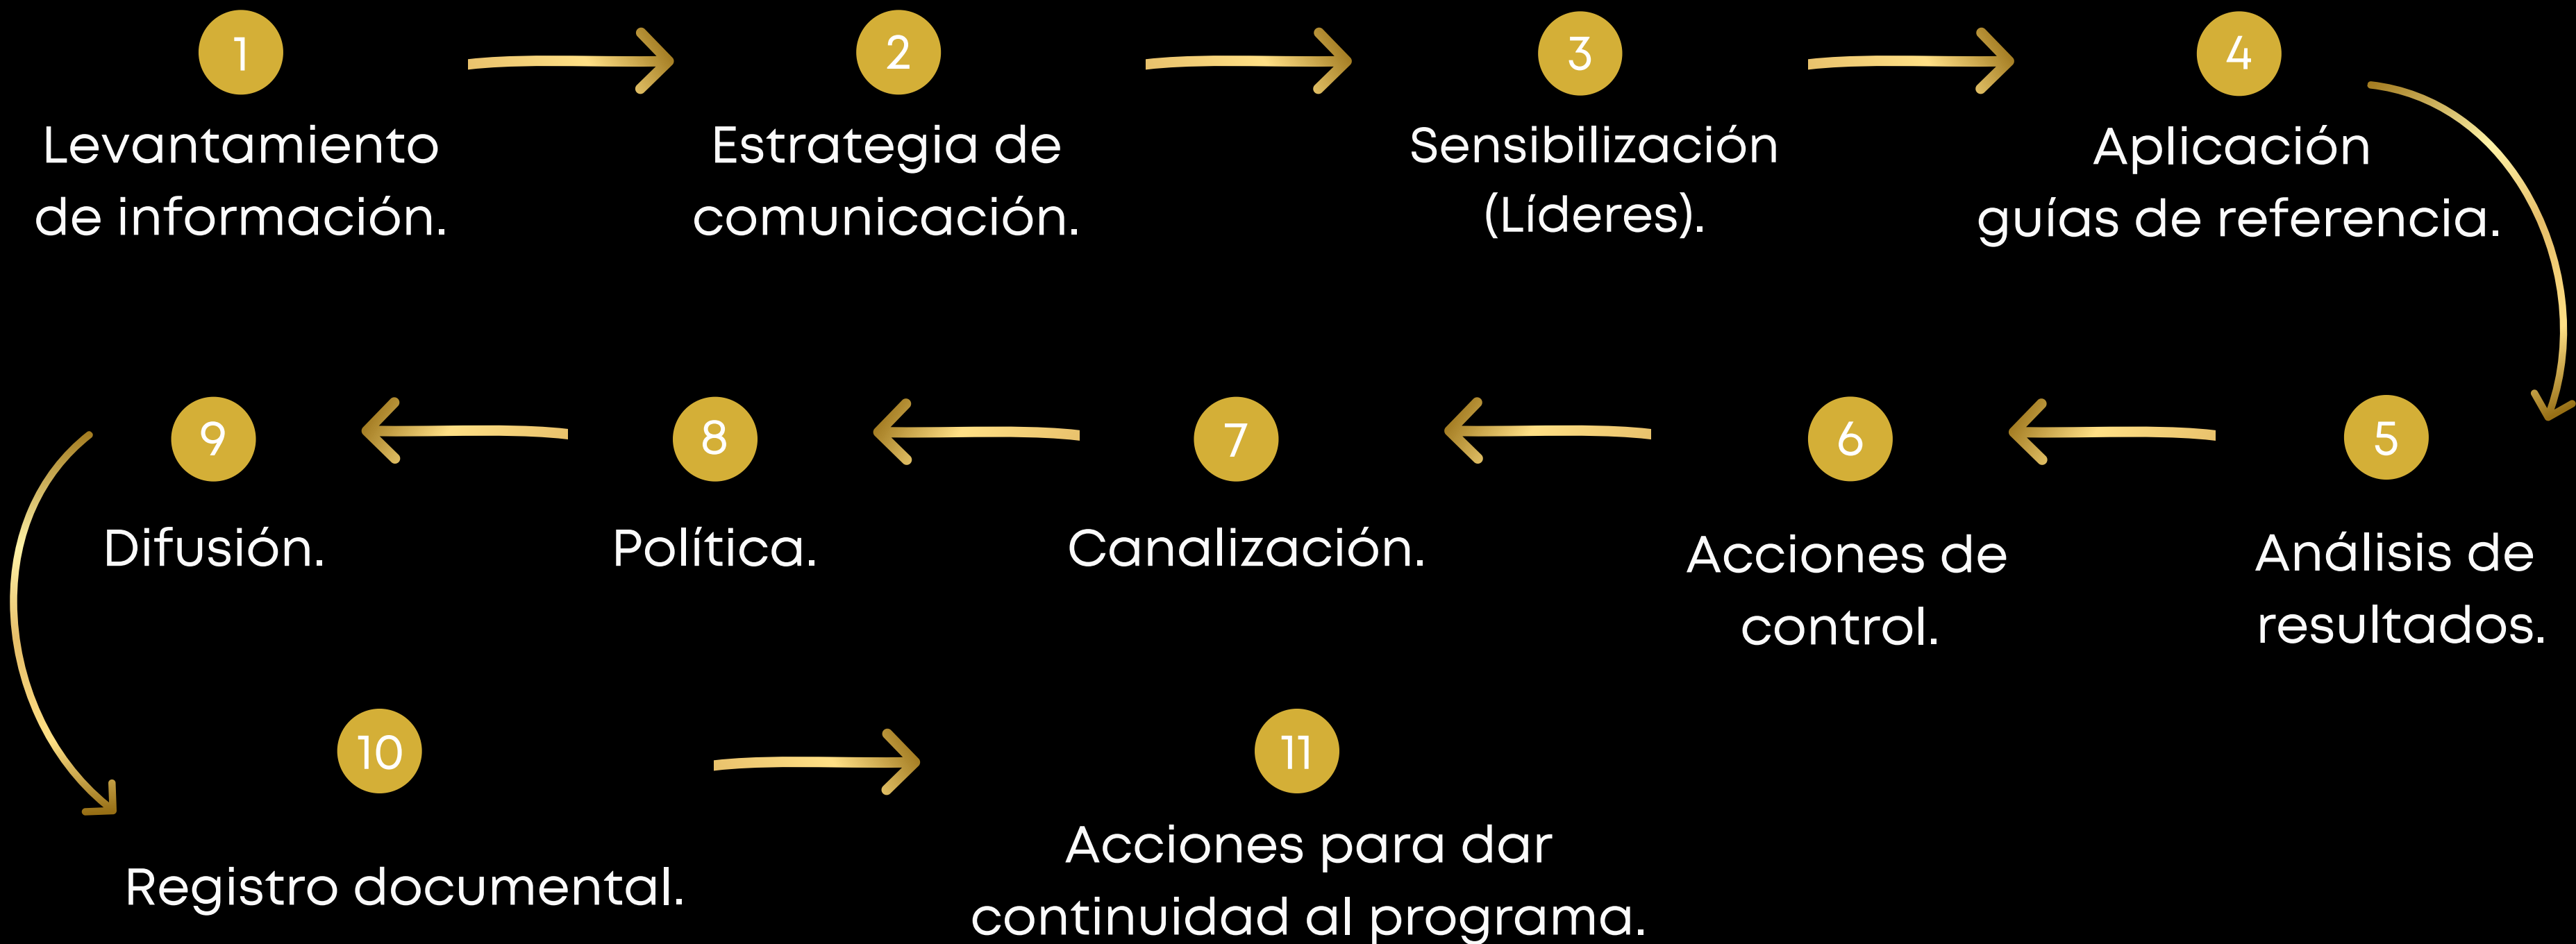 1
Levantamiento
de información.
2
Estrategia de
comunicación.
3
Sensibilización
(Líderes).
4
Aplicación
guías de referencia.
5
Análisis de
resultados.
6
Acciones de
control.
7
Canalización.
8
Política.
9
Difusión.
10
Registro documental.
11
Acciones para dar
continuidad al programa.